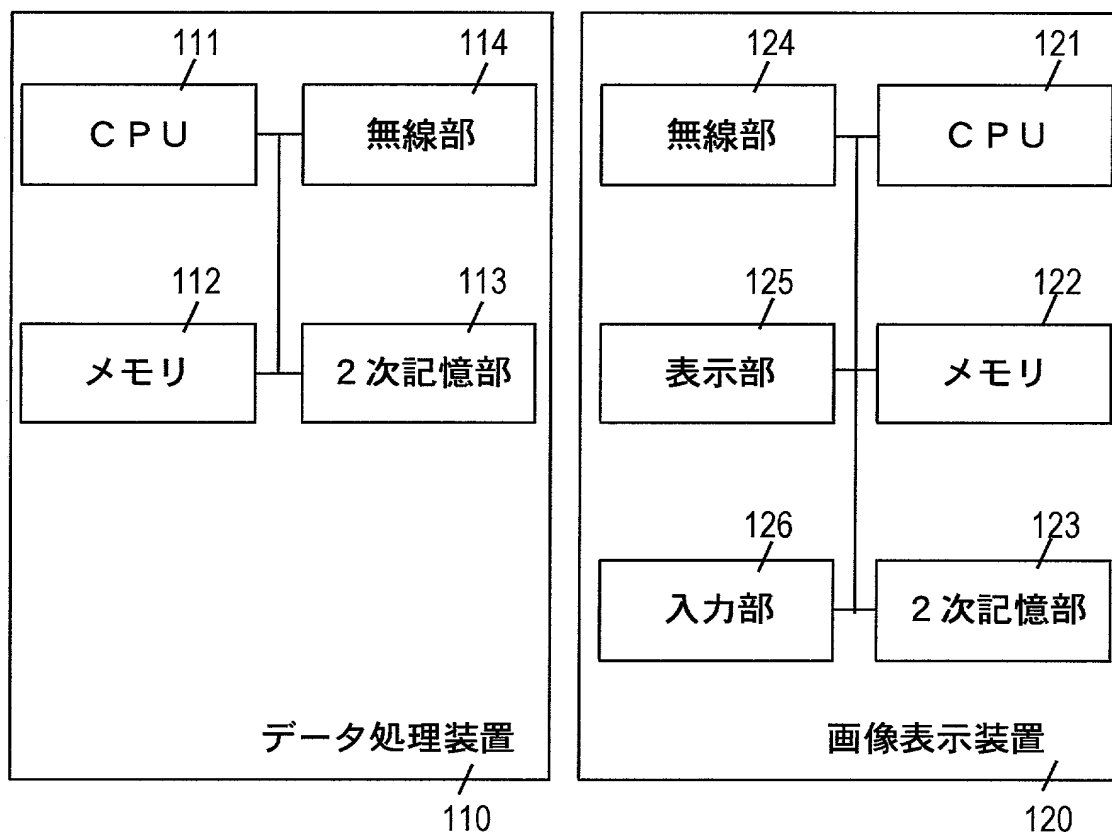 111
114
ＣＰＵ
無線部
112
113
メモリ
２次記憶部
データ処理装置
110
124
121
無線部
ＣＰＵ
125
122
表示部
メモリ
126
123
入力部
２次記憶部
画像表示装置
120